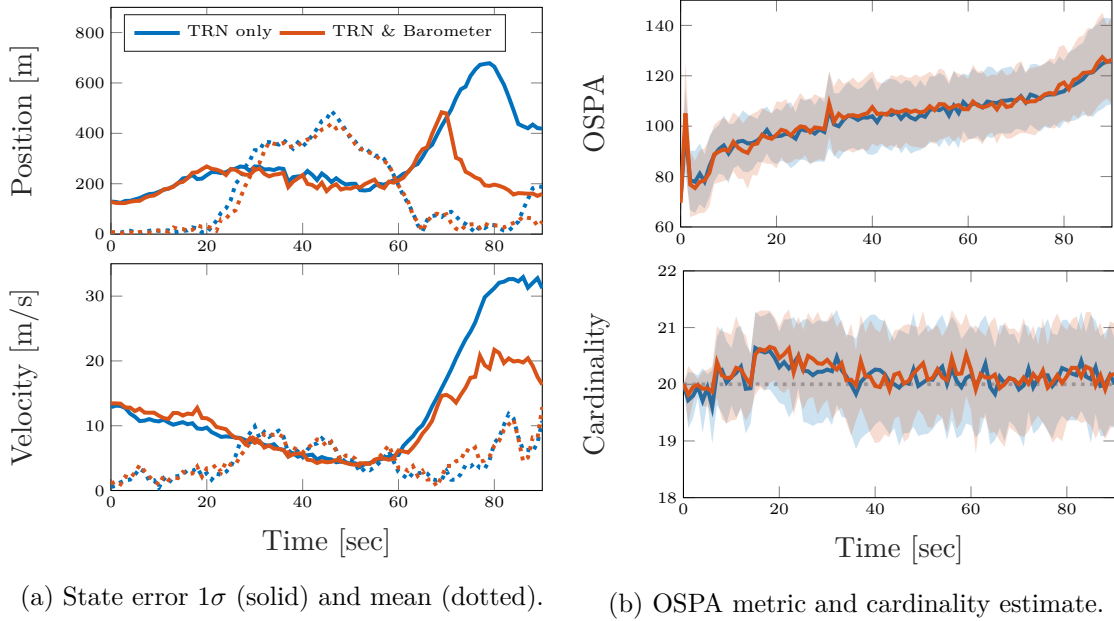 TRN only TRN & Barometer
Position [m]
800
600
400
200
0
0 20 40 60 80
Velocity [m/s]
30
20
10
0
0 20 40 60 80
Time [sec]
(a) State error 1σ (solid) and mean (dotted).
OSPA
140
120
100
80
60
0 20 40 60 80
Cardinality
22
21
20
19
18
0 20 40 60 80
Time [sec]
(b) OSPA metric and cardinality estimate.